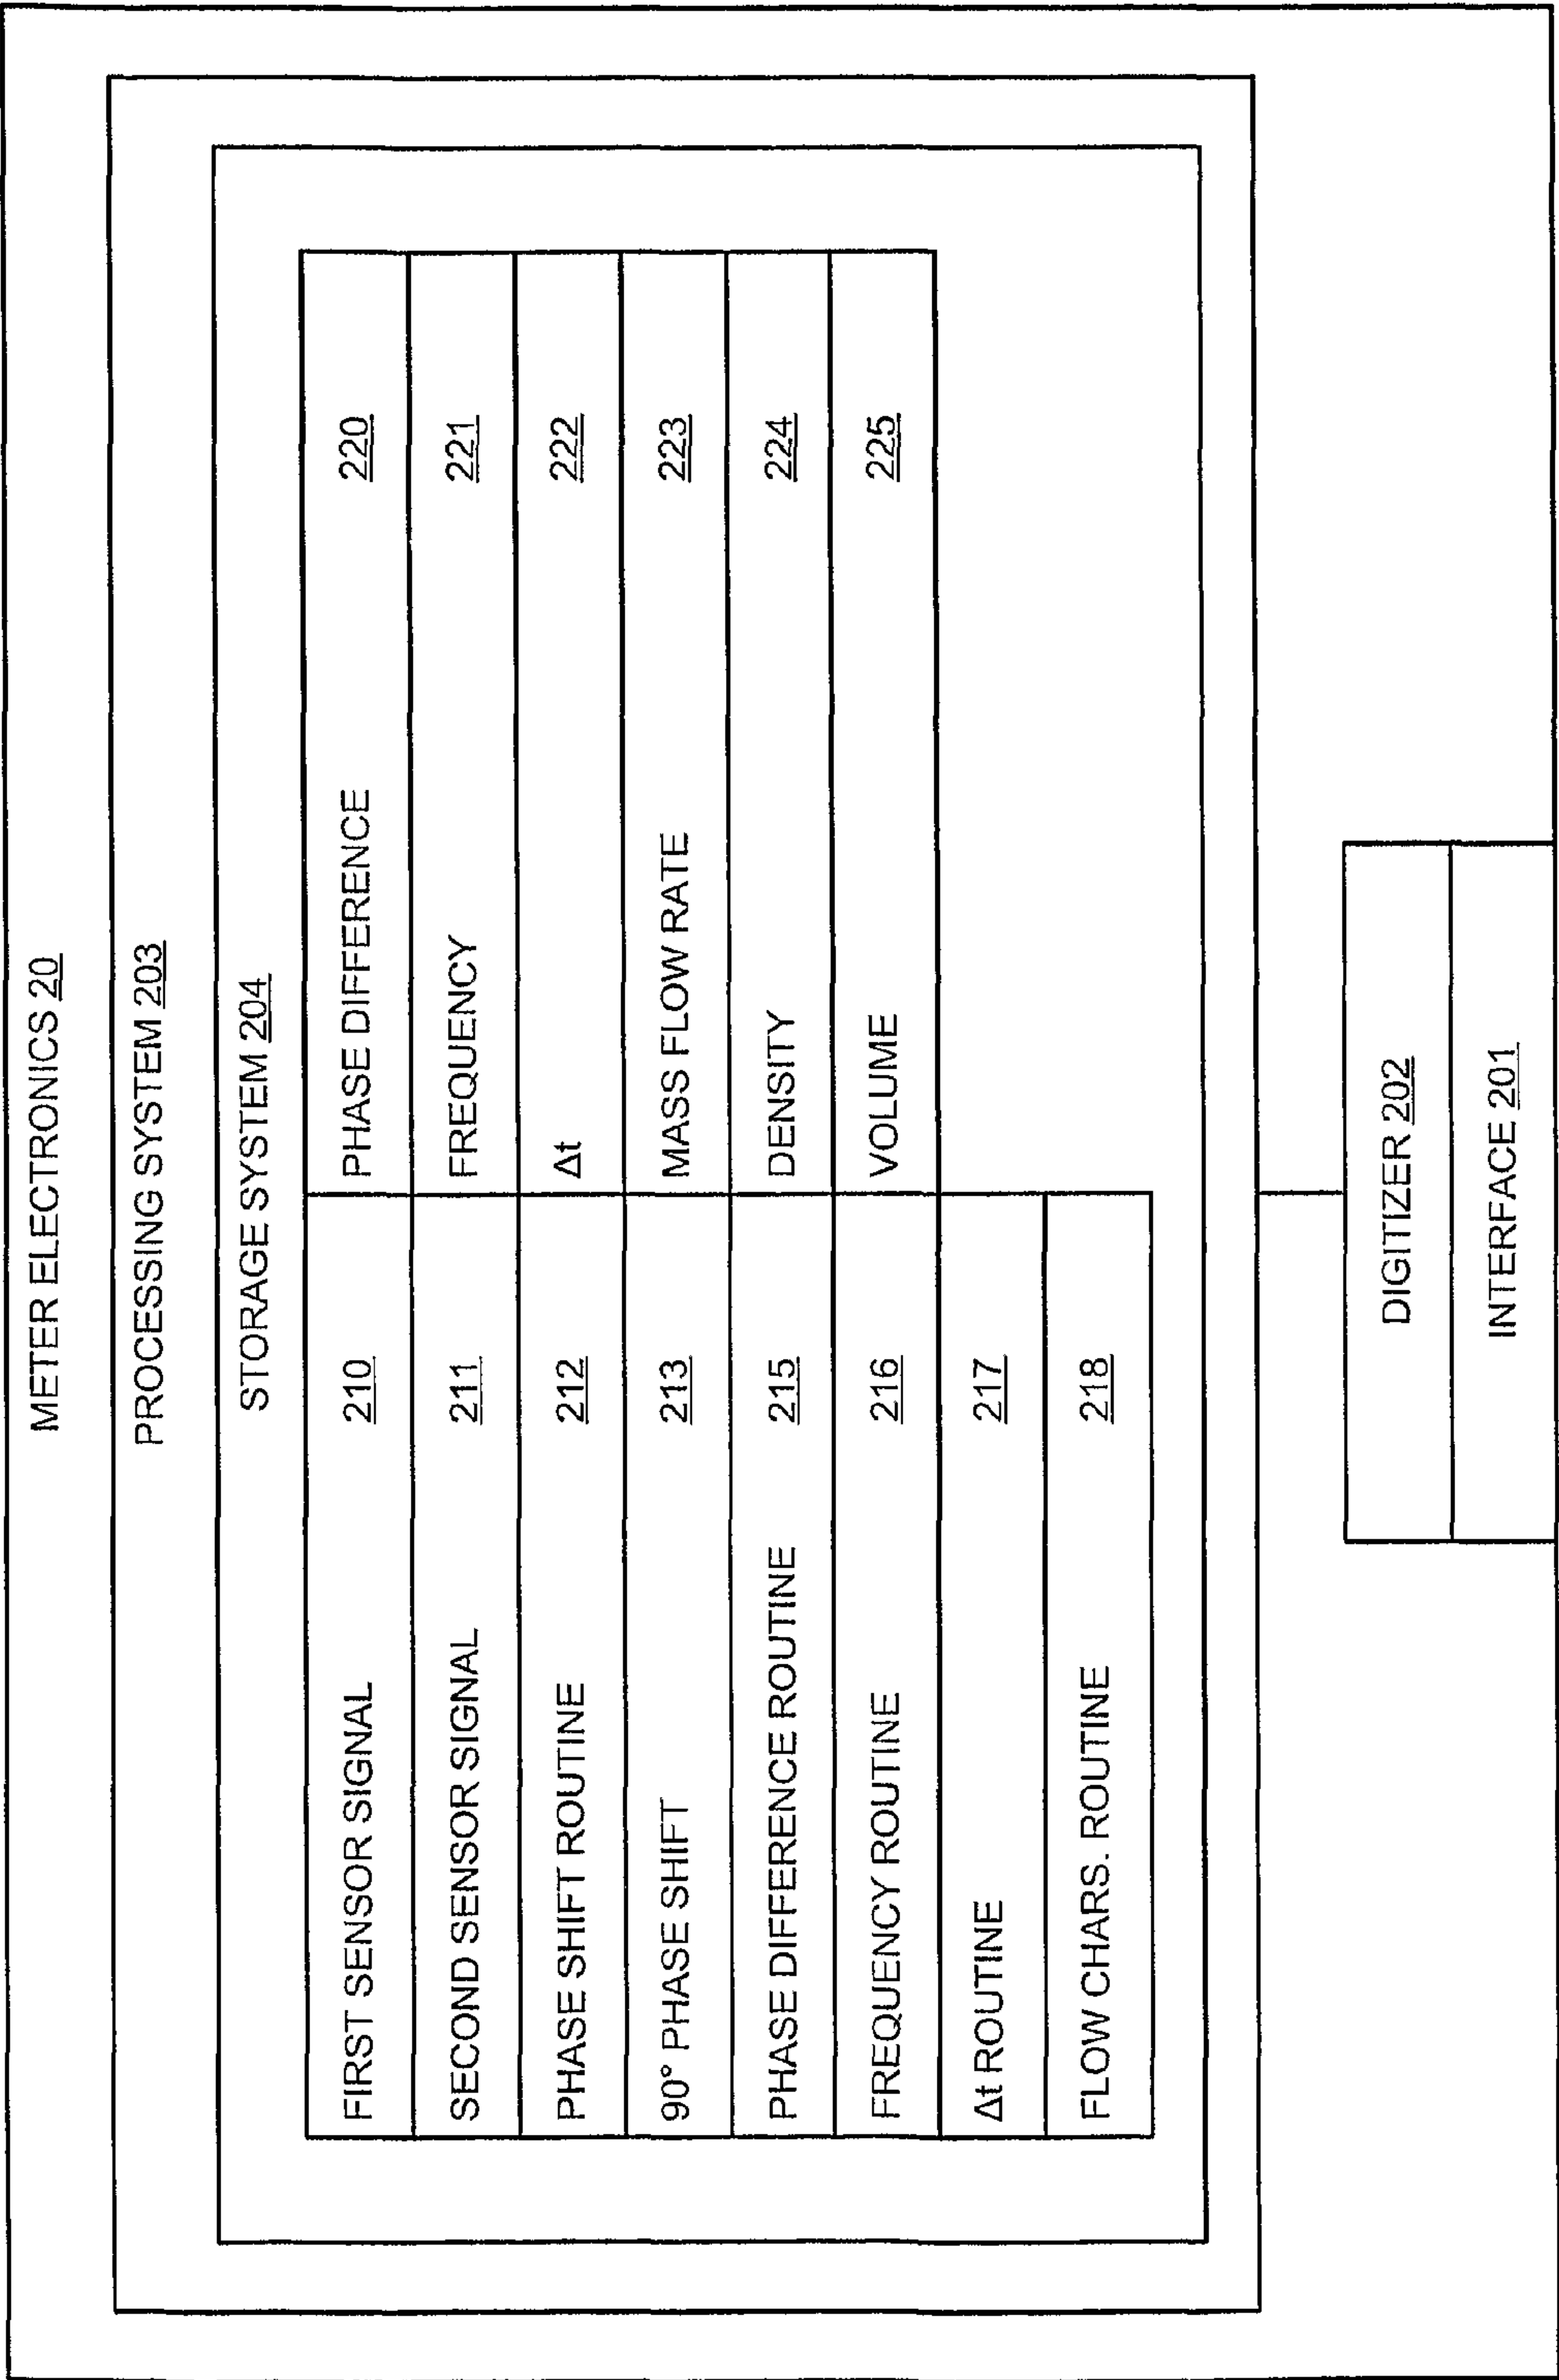 METER ELECTRONICS 20
PROCESSING SYSTEM 203
STORAGE SYSTEM 204
FIRST SENSOR SIGNAL 210
SECOND SENSOR SIGNAL 211
PHASE SHIFT ROUTINE 212
90° PHASE SHIFT 213
PHASE DIFFERENCE ROUTINE 215
FREQUENCY ROUTINE 216
Δt ROUTINE 217
FLOW CHARS. ROUTINE 218
PHASE DIFFERENCE 220
FREQUENCY 221
Δt 222
MASS FLOW RATE 223
DENSITY 224
VOLUME 225
DIGITIZER 202
INTERFACE 201